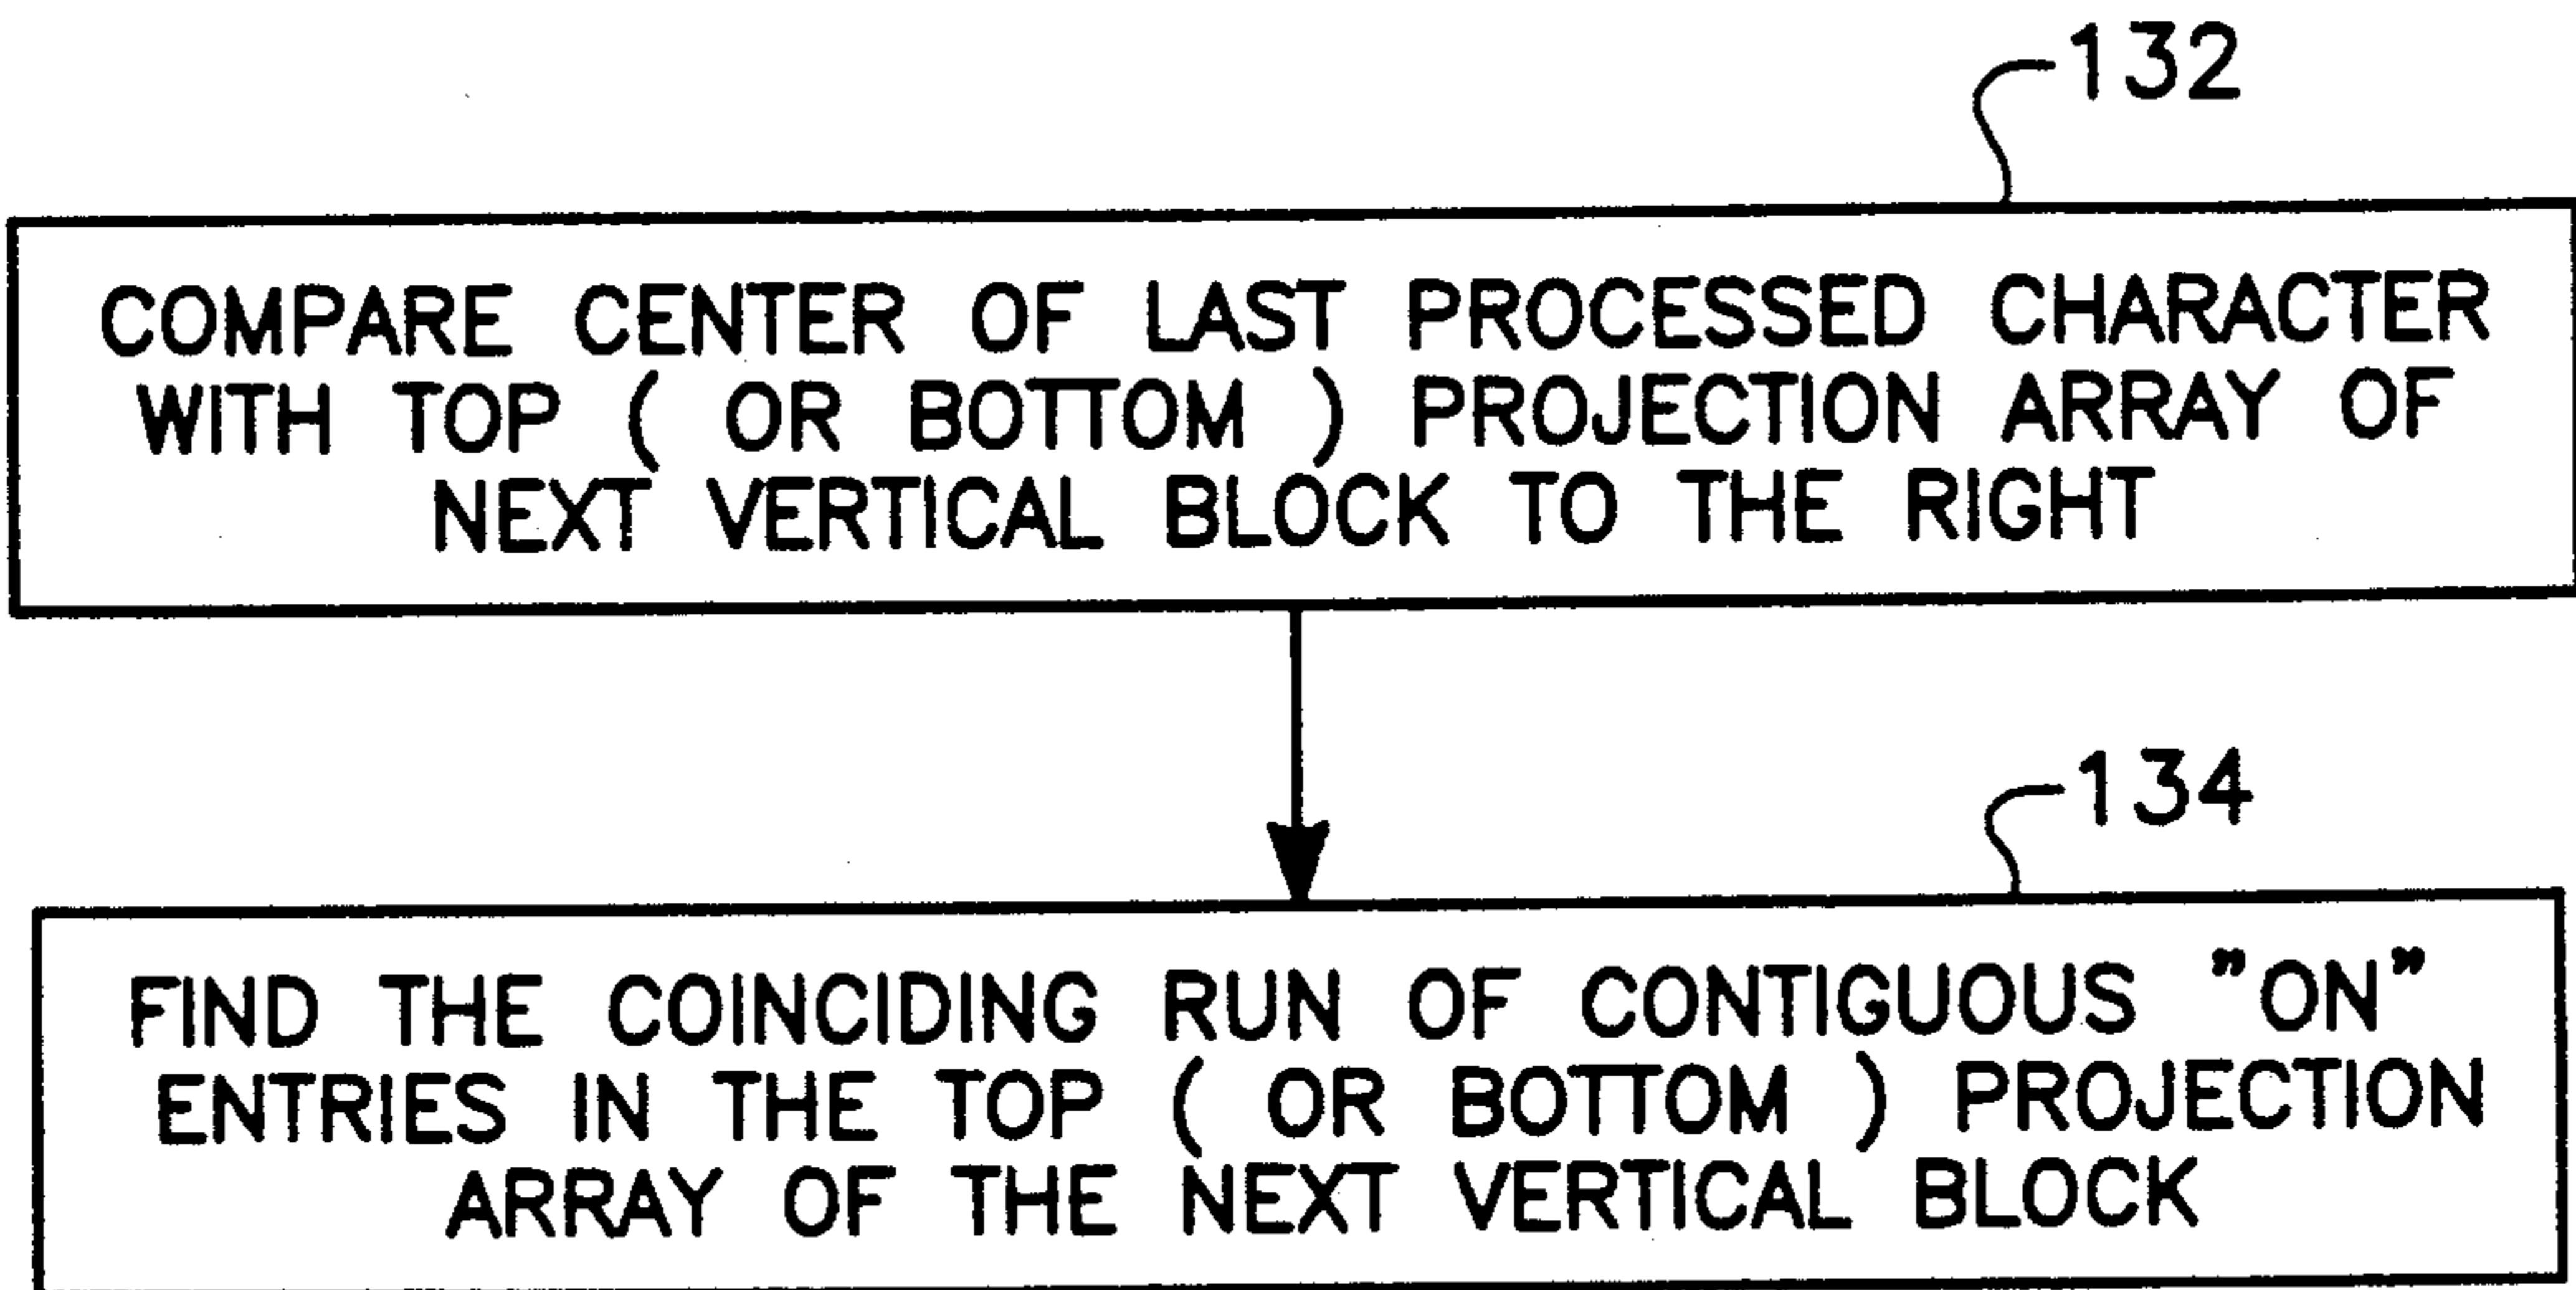 132
COMPARE CENTER OF LAST PROCESSED CHARACTER
WITH TOP ( OR BOTTOM ) PROJECTION ARRAY OF
NEXT VERTICAL BLOCK TO THE RIGHT
134
FIND THE COINCIDING RUN OF CONTIGUOUS "ON"
ENTRIES IN THE TOP ( OR BOTTOM ) PROJECTION
ARRAY OF THE NEXT VERTICAL BLOCK